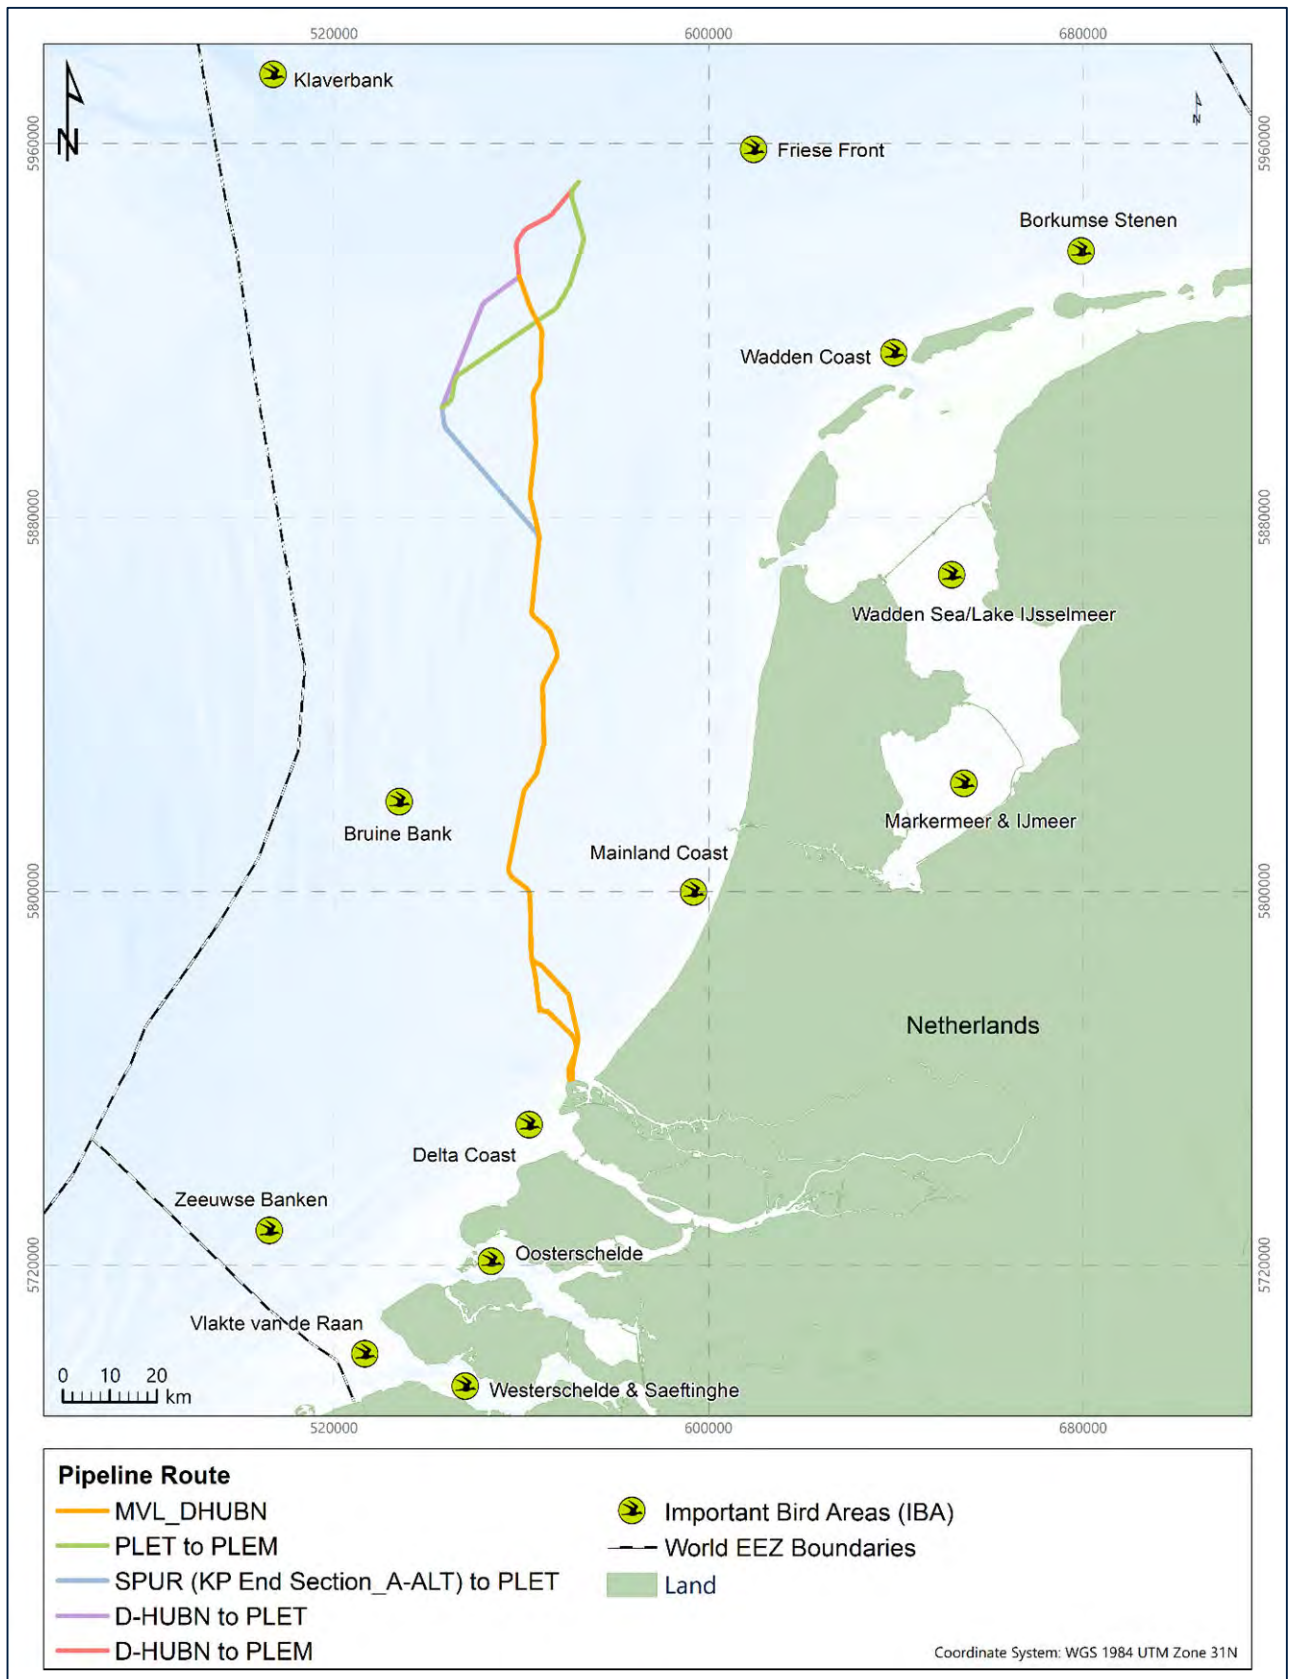 520000
600000
680000
Klaverbank
N
N
5960000
5960000
Friese Front
Borkumse Stenen
Wadden Coast
5880000
5880000
Wadden Sea/Lake IJsselmeer
Bruine Bank
Markermeer & IJmeer
Mainland Coast
5800000
5800000
Netherlands
Delta Coast
Zeeuwse Banken
Oosterschelde
5720000
5720000
Vlakte van de Raan
0 10 20
km
Westerschelde & Saeftinghe
520000
600000
680000
Pipeline Route
MVL_DHUBN
PLET to PLEM
SPUR (KP End Section_A-ALT) to PLET
D-HUBN to PLET
D-HUBN to PLEM
Important Bird Areas (IBA)
World EEZ Boundaries
Land
Coordinate System: WGS 1984 UTM Zone 31N